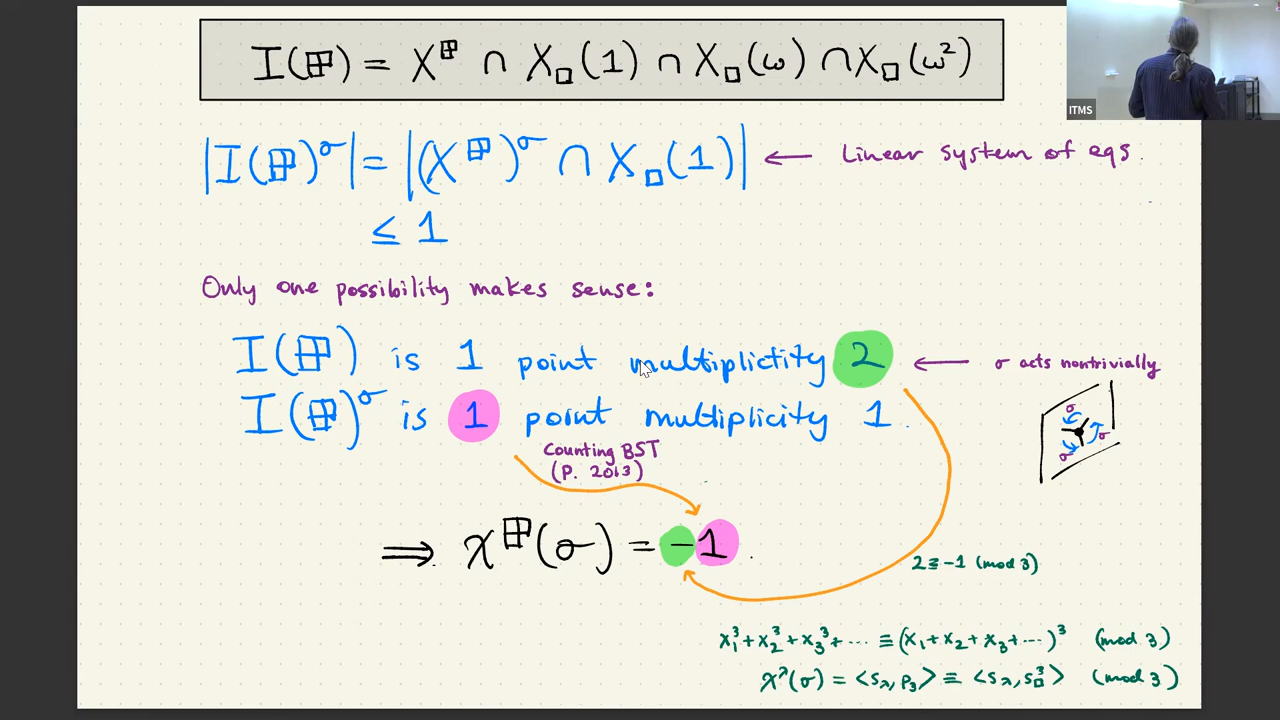 I(⊞) = X^⊞ ∩ X_□(1) ∩ X_□(ω) ∩ X_□(ω²)
ITMS
|I(⊞)^σ| = |(X^⊞)^σ ∩ X_□(1)| ← Linear system of eqs.
≤ 1
Only one possibility makes sense:
I(⊞) is 1 point multiplictity 2 ← σ acts nontrivially
I(⊞)^σ is 1 point multiplicity 1.
σ σ σ
Counting BST
(P. 2013)
⟹ χ^⊞(σ) = -1.
2 ≡ -1 (mod 3)
x₁³+x₂³+x₃³+⋯ ≡ (x₁+x₂+x₃+⋯)³ (mod 3)
χ^λ(σ) = <s_λ, p₃> ≡ <s_λ, s_□³> (mod 3)